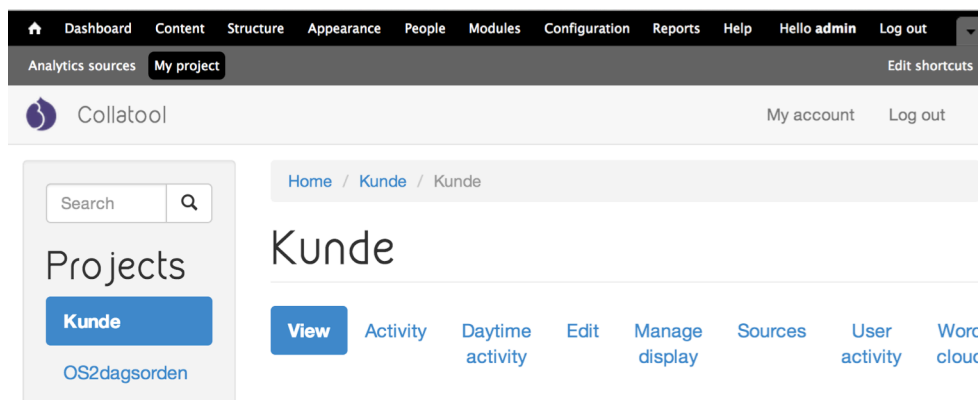 Dashboard Content Structure Appearance People Modules Configuration Reports Help Hello admin Log out
Analytics sources My project Edit shortcuts
Collatool My account Log out
Search
Projects
Kunde
OS2dagsorden
Home / Kunde / Kunde
Kunde
View Activity Daytime activity Edit Manage display Sources User activity Word cloud